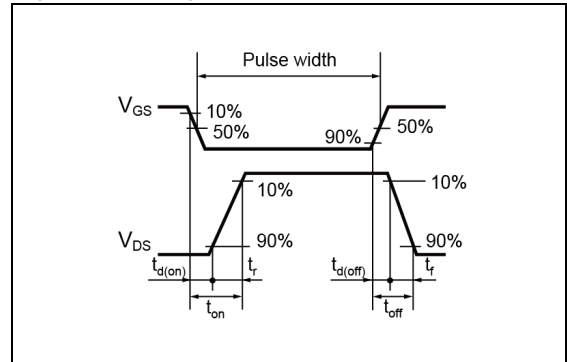 Pulse width
VGS
10%
50%
90%
50%
10%
10%
VDS
90%
90%
td(on)
tr
td(off)
tf
ton
toff